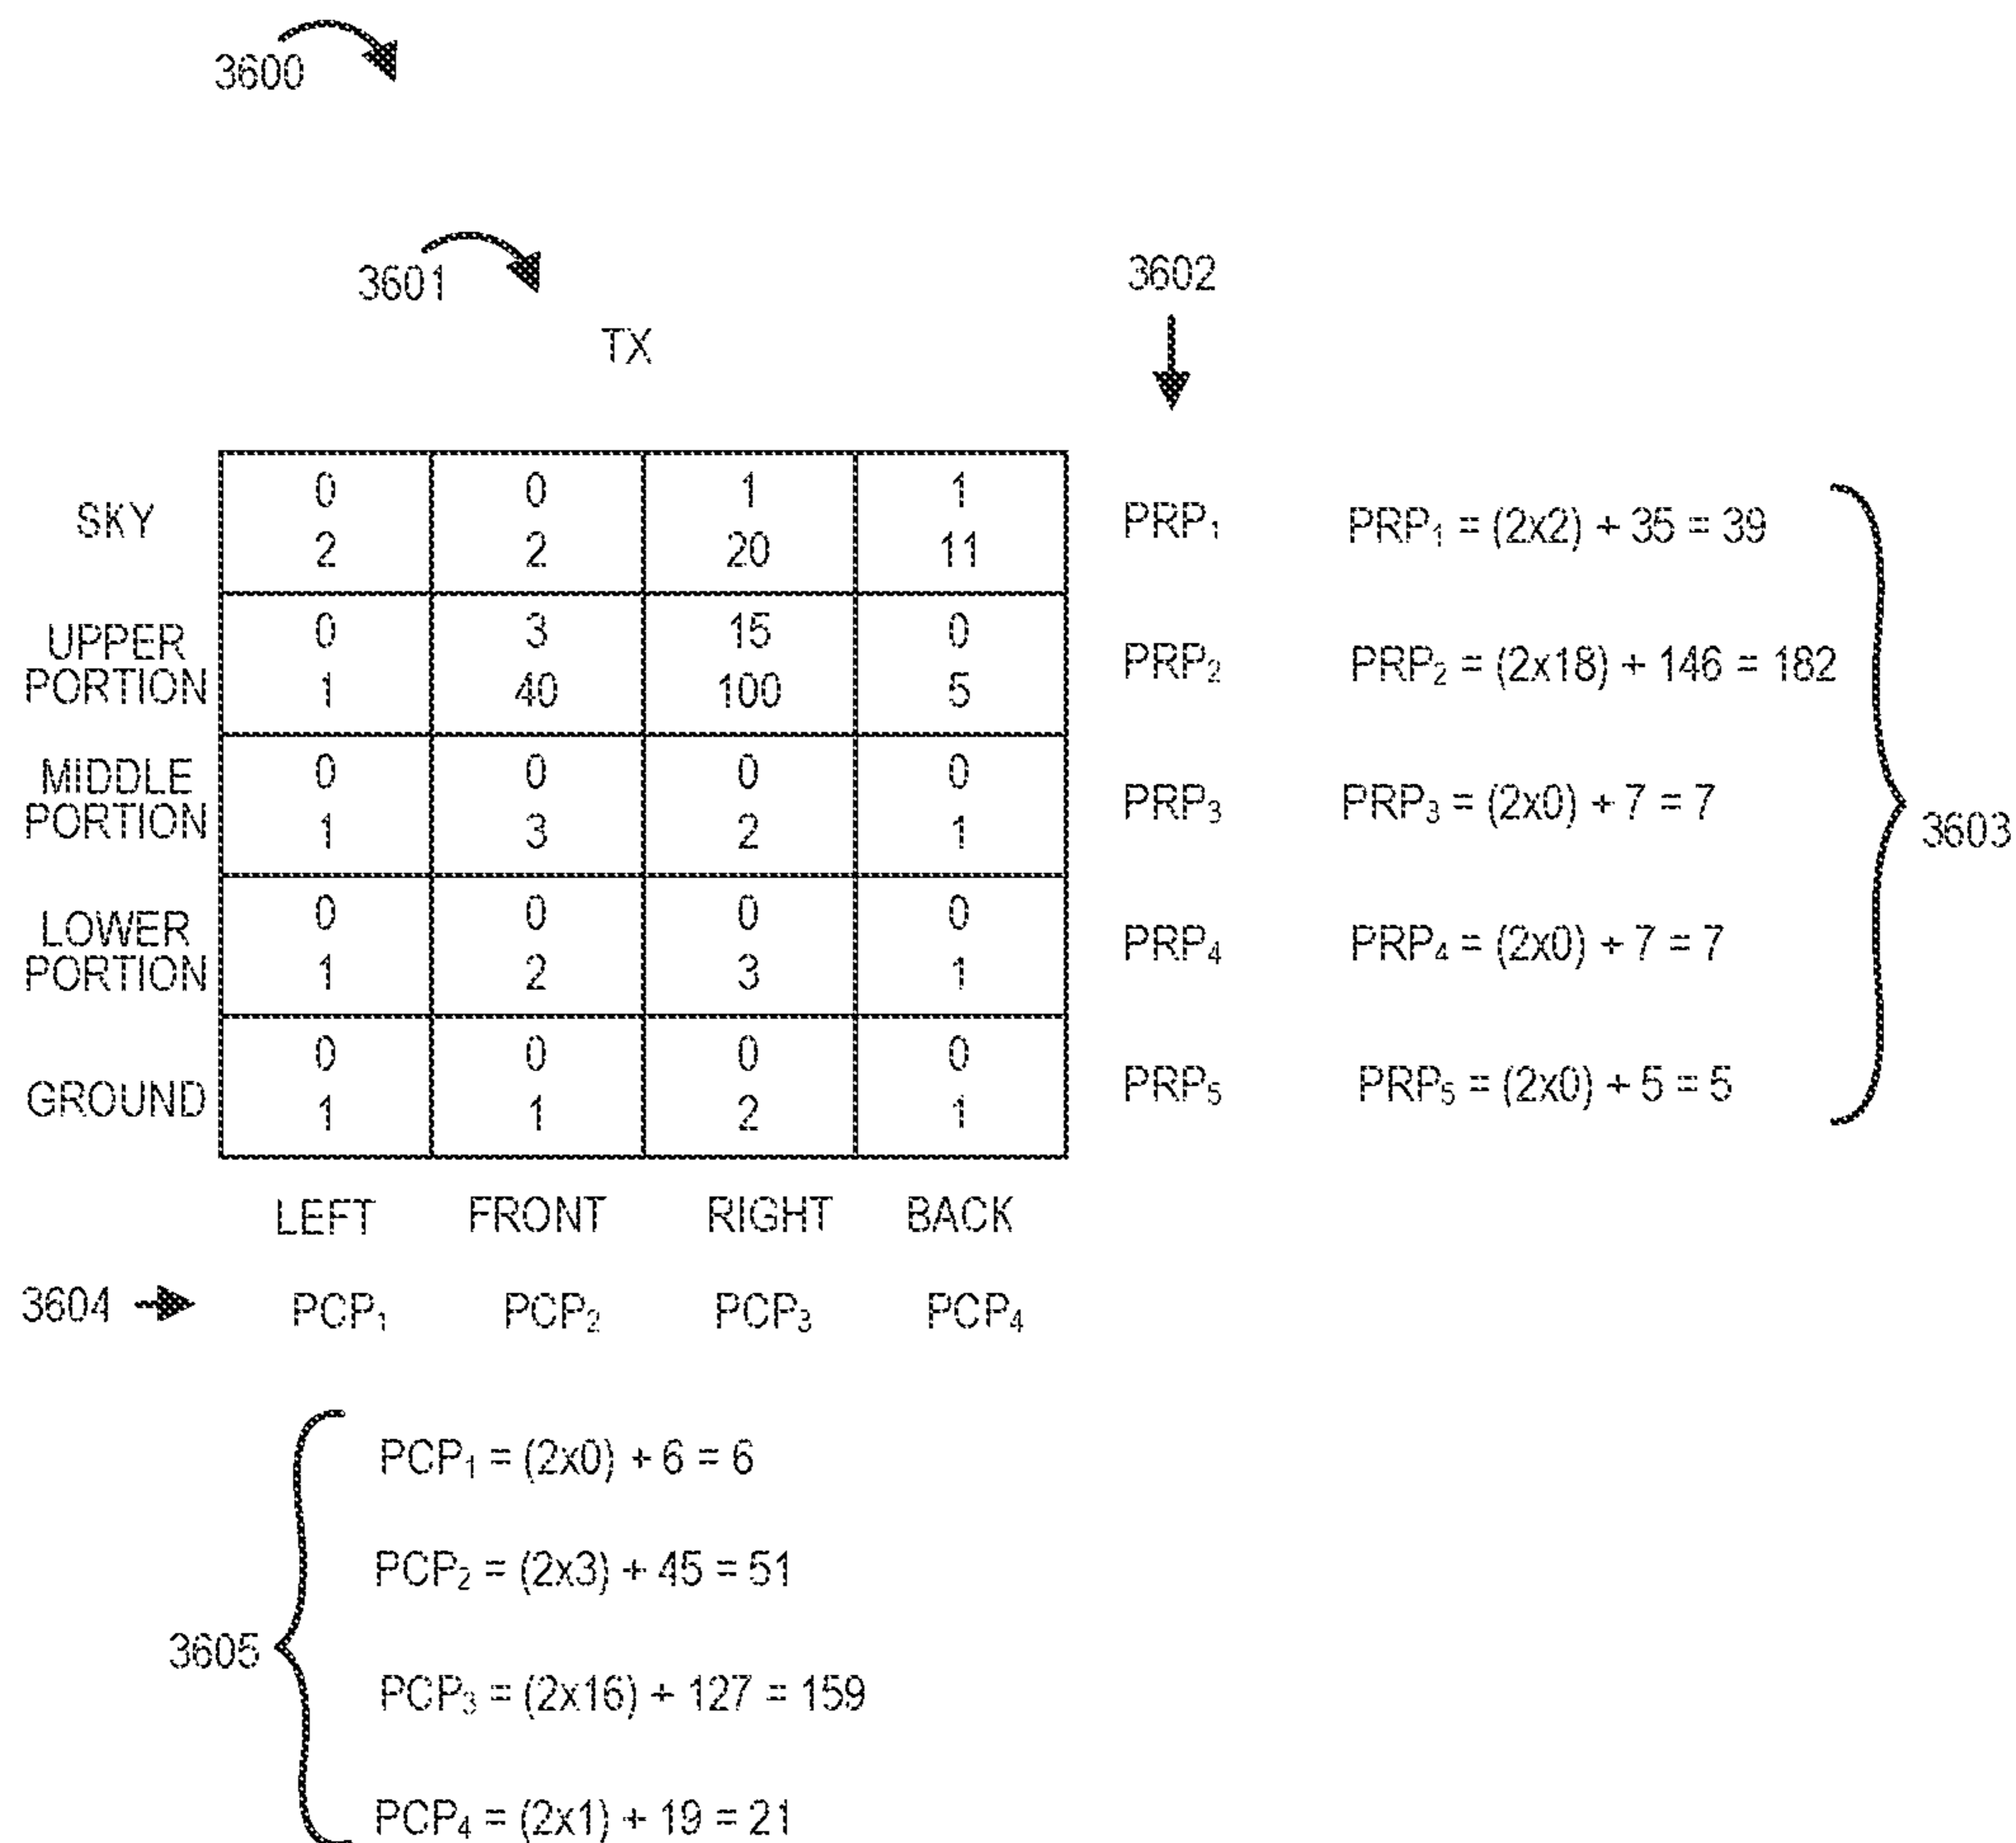 3600
3601
3602
TX
SKY
0 0 1 1
2 2 20 11
PRP₁
PRP₁ = (2x2) + 35 = 39
UPPER
PORTION
0 3 15 0
1 40 100 5
PRP₂
PRP₂ = (2x18) + 146 = 182
MIDDLE
PORTION
0 0 0 0
1 3 2 1
PRP₃
PRP₃ = (2x0) + 7 = 7
3603
LOWER
PORTION
0 0 0 0
1 2 3 1
PRP₄
PRP₄ = (2x0) + 7 = 7
GROUND
0 0 0 0
1 1 2 1
PRP₅
PRP₅ = (2x0) + 5 = 5
LEFT FRONT RIGHT BACK
3604 PCP₁ PCP₂ PCP₃ PCP₄
3605
PCP₁ = (2x0) + 6 = 6
PCP₂ = (2x3) + 45 = 51
PCP₃ = (2x16) + 127 = 159
PCP₄ = (2x1) + 19 = 21